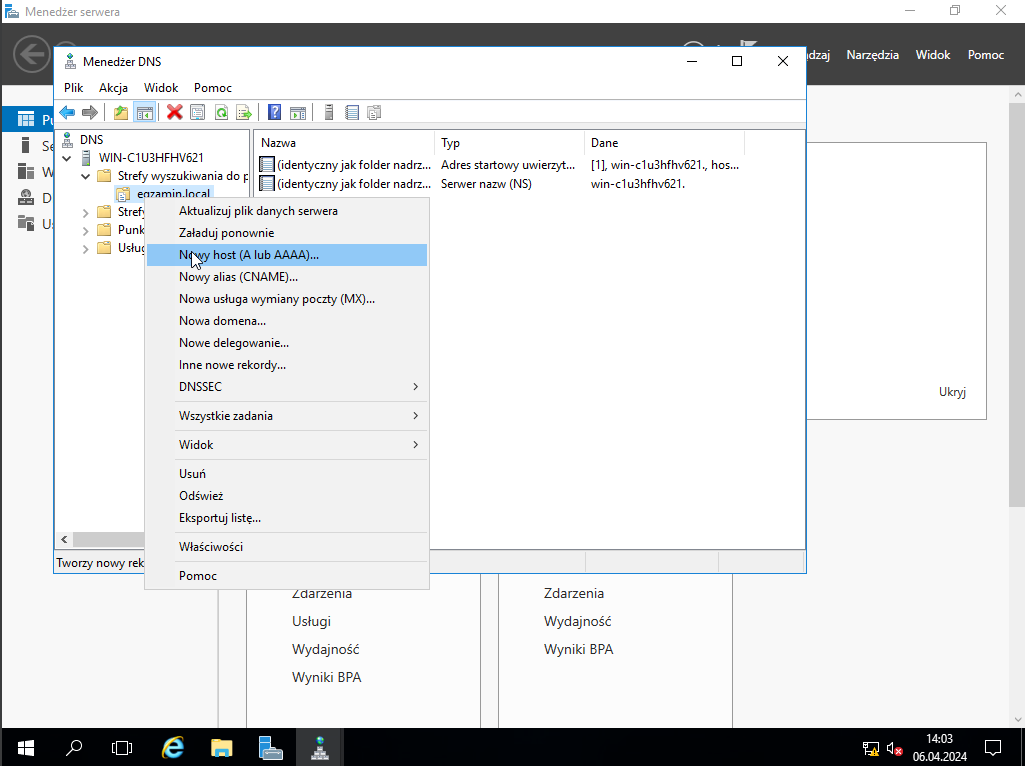 Menedżer serwera
Zarządzaj Narzędzia Widok Pomoc
Menedżer DNS
Plik Akcja Widok Pomoc
DNS
WIN-C1U3HFHV621
Strefy wyszukiwania do p
egzamin.local
Stref
Punk
Usług
Nazwa Typ Dane
(identyczny jak folder nadrz... Adres startowy uwierzyt... [1], win-c1u3hfhv621., hos...
(identyczny jak folder nadrz... Serwer nazw (NS) win-c1u3hfhv621.
Aktualizuj plik danych serwera
Załaduj ponownie
Nowy host (A lub AAAA)...
Nowy alias (CNAME)...
Nowa usługa wymiany poczty (MX)...
Nowa domena...
Nowe delegowanie...
Inne nowe rekordy...
DNSSEC
Wszystkie zadania
Widok
Usuń
Odśwież
Eksportuj listę...
Właściwości
Pomoc
Tworzy nowy rek
Ukryj
Zdarzenia
Usługi
Wydajność
Wyniki BPA
Zdarzenia
Wydajność
Wyniki BPA
14:03
06.04.2024